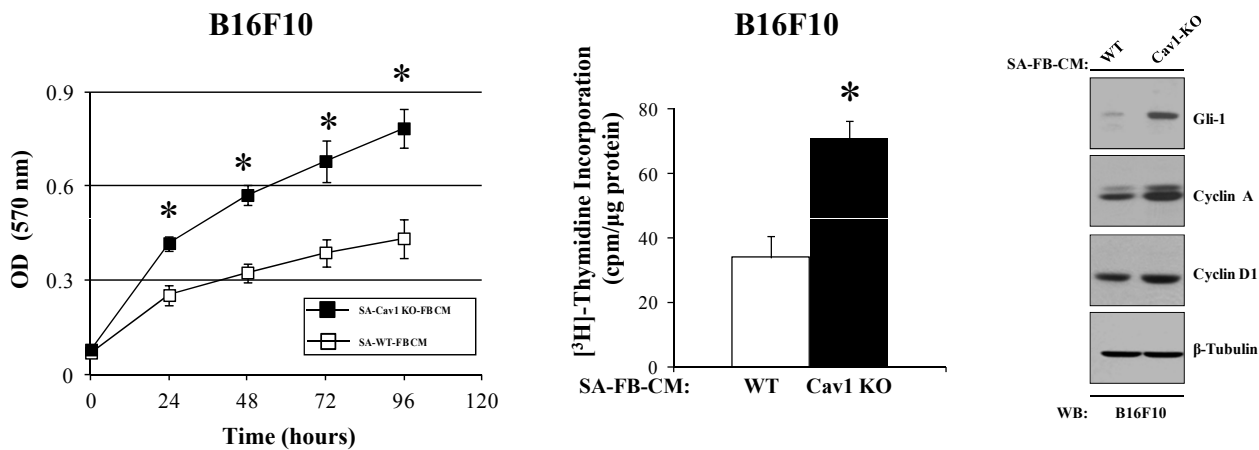 B16F10
OD (570 nm)
0.9
0.6
0.3
0
*
*
*
*
SA-Cav1 KO-FBCM
SA-WT-FBCM
0 24 48 72 96 120
Time (hours)
B16F10
[³H]-Thymidine Incorporation
(cpm/µg protein)
80
60
40
20
0
*
SA-FB-CM: WT Cav1 KO
SA-FB-CM: WT Cav1-KO
Gli-1
Cyclin A
Cyclin D1
β-Tubulin
WB: B16F10